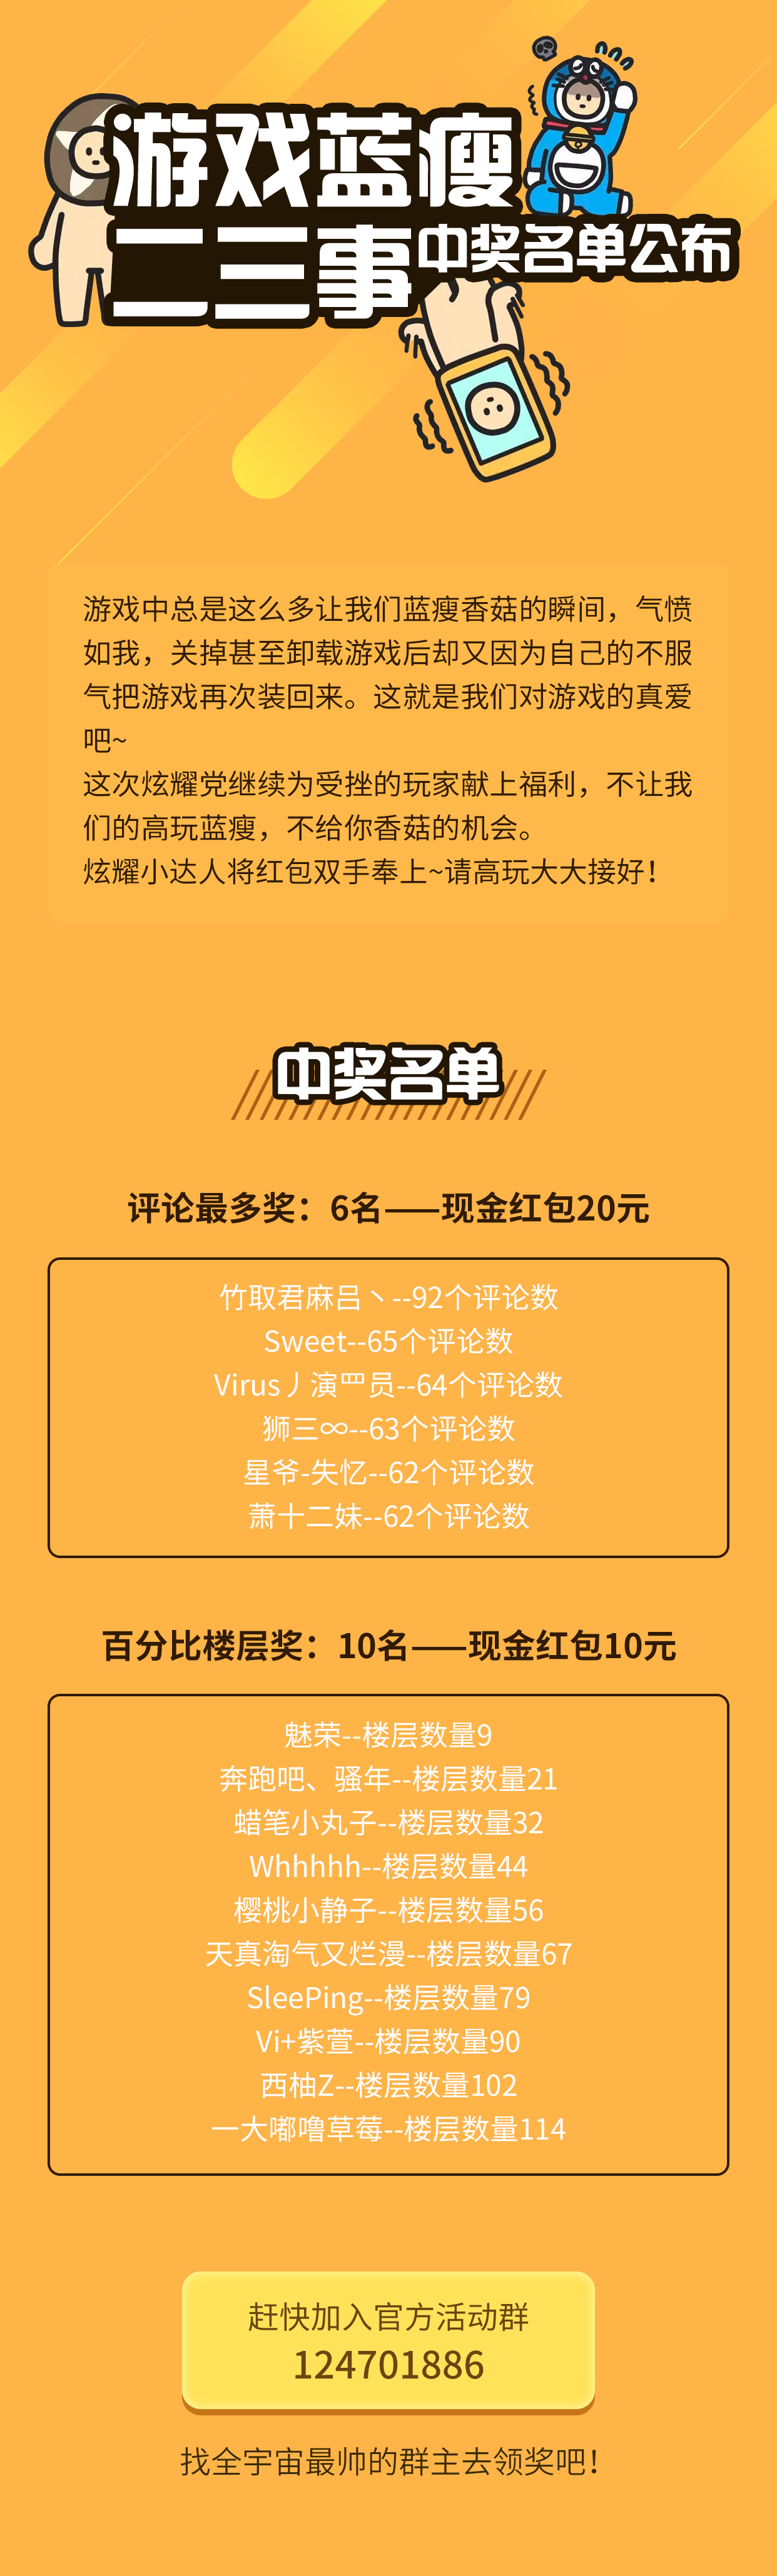 游戏蓝瘦
二三事中奖名单公布
游戏中总是这么多让我们蓝瘦香菇的瞬间，气愤
如我，关掉甚至卸载游戏后却又因为自己的不服
气把游戏再次装回来。这就是我们对游戏的真爱
吧~
这次炫耀党继续为受挫的玩家献上福利，不让我
们的高玩蓝瘦，不给你香菇的机会。
炫耀小达人将红包双手奉上~请高玩大大接好！
中奖名单
评论最多奖：6名——现金红包20元
竹取君麻吕丶--92个评论数
Sweet--65个评论数
Virus丿演罒员--64个评论数
狮三∞--63个评论数
星爷-失忆--62个评论数
萧十二妹--62个评论数
百分比楼层奖：10名——现金红包10元
魅荣--楼层数量9
奔跑吧、骚年--楼层数量21
蜡笔小丸子--楼层数量32
Whhhhh--楼层数量44
樱桃小静子--楼层数量56
天真淘气又烂漫--楼层数量67
SleePing--楼层数量79
Vi+紫萱--楼层数量90
西柚Z--楼层数量102
一大嘟噜草莓--楼层数量114
赶快加入官方活动群
124701886
找全宇宙最帅的群主去领奖吧！